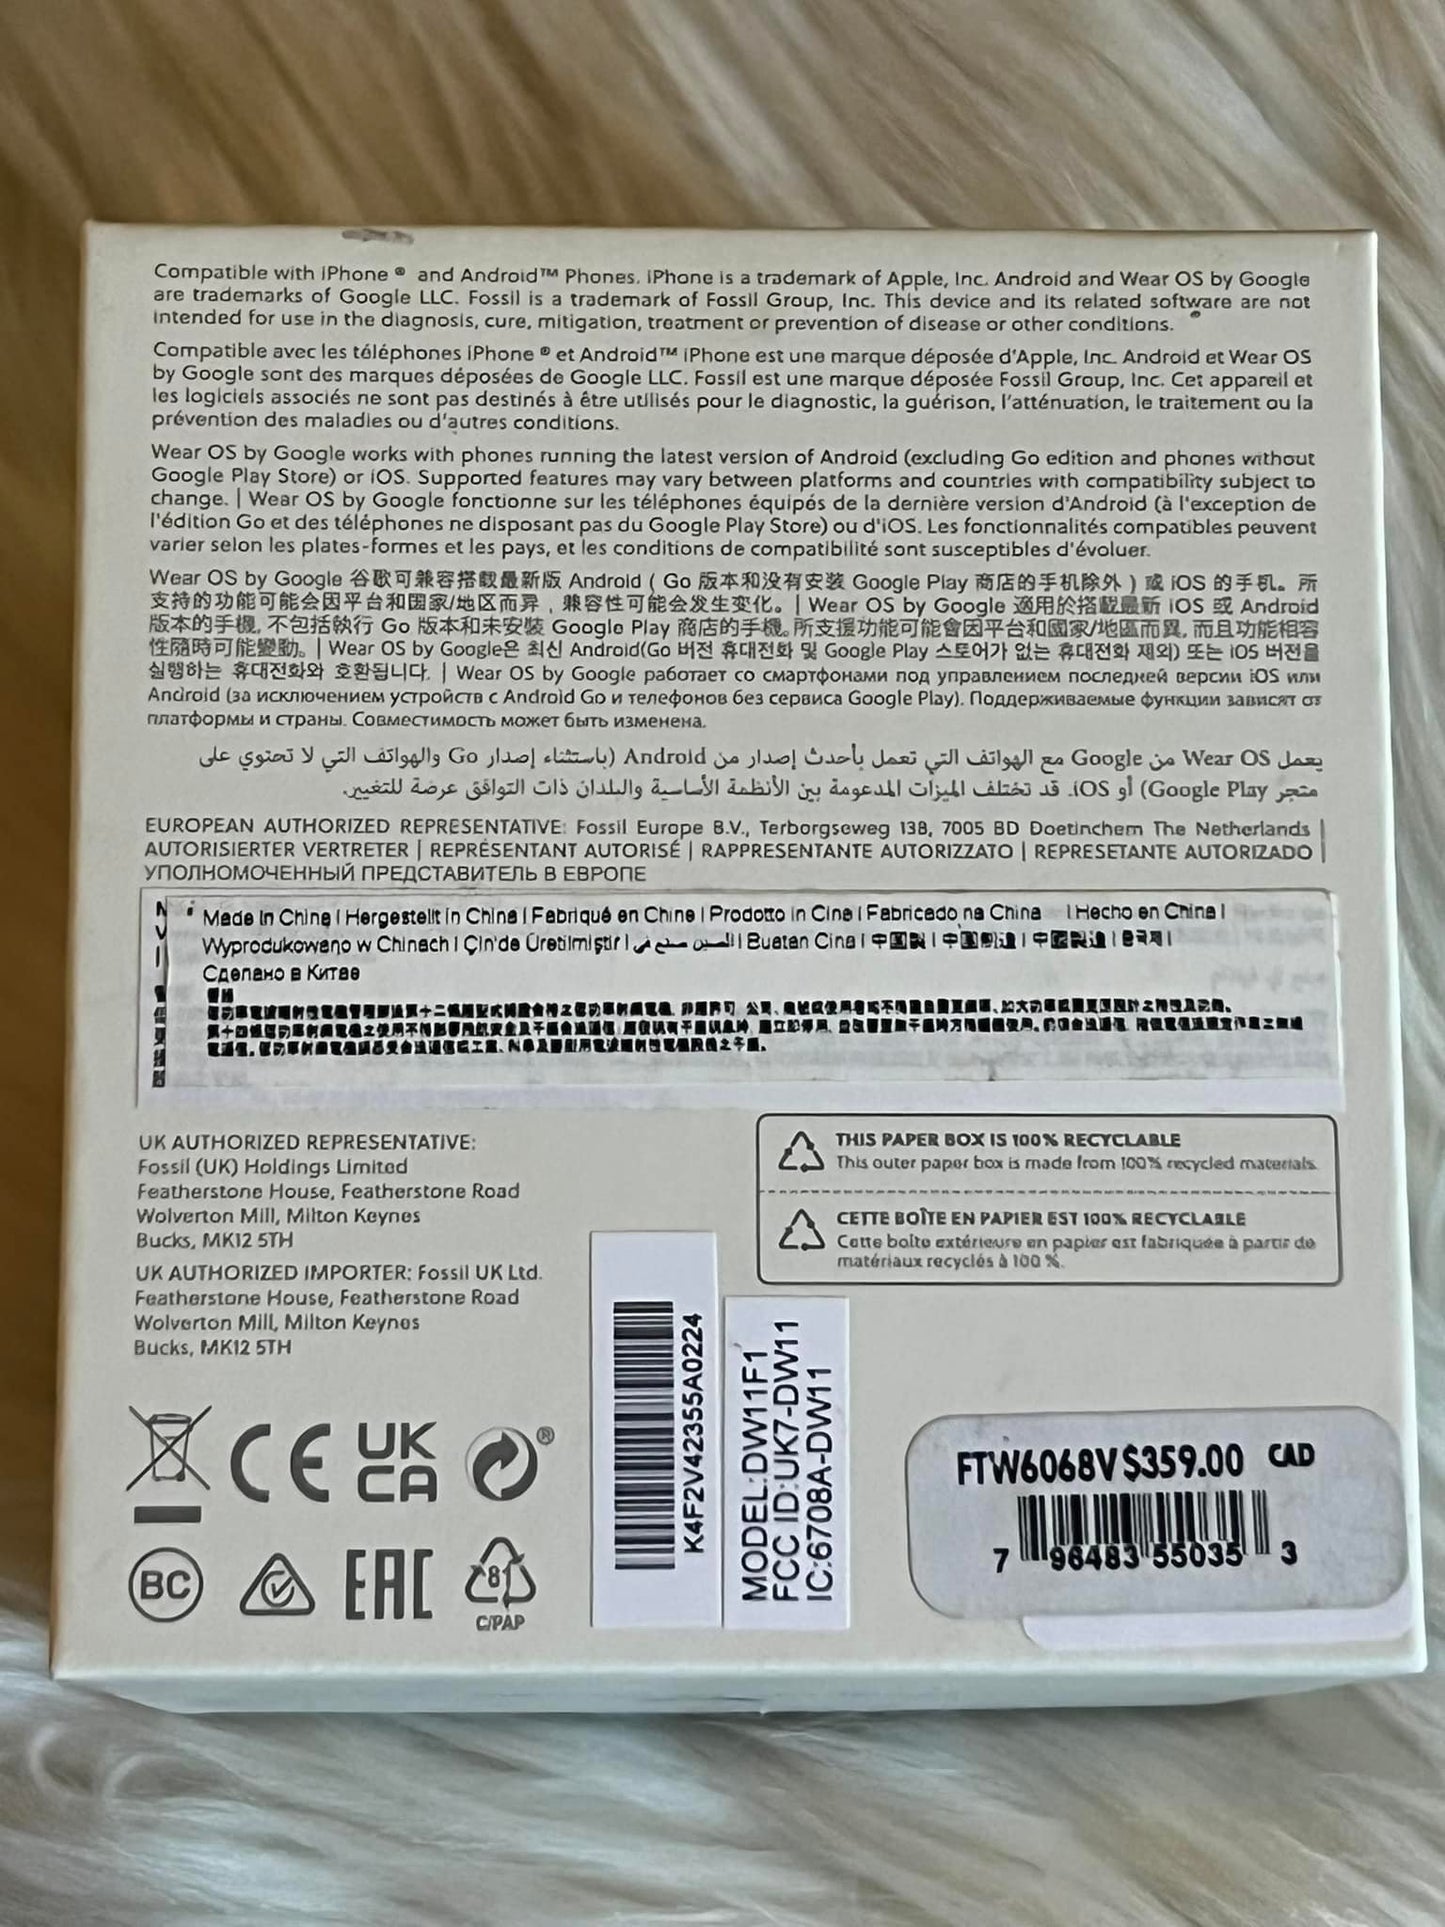 Compatible with iPhone ® and Android™ Phones. iPhone is a trademark of Apple, Inc. Android and Wear OS by Google
are trademarks of Google LLC. Fossil is a trademark of Fossil Group, Inc. This device and its related software are not
intended for use in the diagnosis, cure, mitigation, treatment or prevention of disease or other conditions.
Compatible avec les téléphones iPhone ® et Android™ iPhone est une marque déposée d'Apple, Inc. Android et Wear OS
by Google sont des marques déposées de Google LLC. Fossil est une marque déposée Fossil Group, Inc. Cet appareil et
les logiciels associés ne sont pas destinés à être utilisés pour le diagnostic, la guérison, l'atténuation, le traitement ou la
prévention des maladies ou d'autres conditions.
Wear OS by Google works with phones running the latest version of Android (excluding Go edition and phones without
Google Play Store) or iOS. Supported features may vary between platforms and countries with compatibility subject to
change. | Wear OS by Google fonctionne sur les téléphones équipés de la dernière version d'Android (à l'exception de
l'édition Go et des téléphones ne disposant pas du Google Play Store) ou d'iOS. Les fonctionnalités compatibles peuvent
varier selon les plates-formes et les pays, et les conditions de compatibilité sont susceptibles d'évoluer.
Wear OS by Google 谷歌可兼容搭载最新版 Android ( Go 版本和没有安装 Google Play 商店的手机除外 ) 或 iOS 的手机。所
支持的功能可能会因平台和国家/地区而异，兼容性可能会发生变化。| Wear OS by Google 適用於搭載最新 iOS 或 Android
版本的手機, 不包括執行 Go 版本和未安裝 Google Play 商店的手機。所支援功能可能會因平台和國家/地區而異, 而且功能相容
性隨時可能變動。| Wear OS by Google은 최신 Android(Go 버전 휴대전화 및 Google Play 스토어가 없는 휴대전화 제외) 또는 iOS 버전을
실행하는 휴대전화와 호환됩니다. | Wear OS by Google работает со смартфонами под управлением последней версии iOS или
Android (за исключением устройств с Android Go и телефонов без сервиса Google Play). Поддерживаемые функции зависят от
платформы и страны. Совместимость может быть изменена.
يعمل Wear OS من Google مع الهواتف التي تعمل بأحدث إصدار من Android (باستثناء إصدار Go والهواتف التي لا تحتوي على
متجر Google Play) أو iOS. قد تختلف الميزات المدعومة بين الأنظمة الأساسية والبلدان ذات التوافق عرضة للتغيير.
EUROPEAN AUTHORIZED REPRESENTATIVE: Fossil Europe B.V., Terborgseweg 138, 7005 BD Doetinchem The Netherlands |
AUTORISIERTER VERTRETER | REPRÉSENTANT AUTORISÉ | RAPPRESENTANTE AUTORIZZATO | REPRESETANTE AUTORIZADO |
УПОЛНОМОЧЕННЫЙ ПРЕДСТАВИТЕЛЬ В ЕВРОПЕ
Made in China | Hergestellt in China | Fabriqué en Chine | Prodotto in Cina | Fabricado na China | Hecho en China |
Wyprodukowano w Chinach | Çin'de Üretilmiştir | | Buatan Cina | 中国製 | 中国制造 | 中國製造 |
Сделано в Китае
UK AUTHORIZED REPRESENTATIVE:
Fossil (UK) Holdings Limited
Featherstone House, Featherstone Road
Wolverton Mill, Milton Keynes
Bucks, MK12 5TH
UK AUTHORIZED IMPORTER: Fossil UK Ltd.
Featherstone House, Featherstone Road
Wolverton Mill, Milton Keynes
Bucks, MK12 5TH
THIS PAPER BOX IS 100% RECYCLABLE
This outer paper box is made from 100% recycled materials.
CETTE BOÎTE EN PAPIER EST 100% RECYCLABLE
Cette boîte extérieure en papier est fabriquée à partir de
matériaux recyclés à 100 %.
K4F2V42355A0224
MODEL:DW11F1
FCC ID:UK7-DW11
IC:6708A-DW11
FTW6068V $359.00 CAD
7 96483 55035 3
CE UK CA ®
BC EAC 81
C/PAP